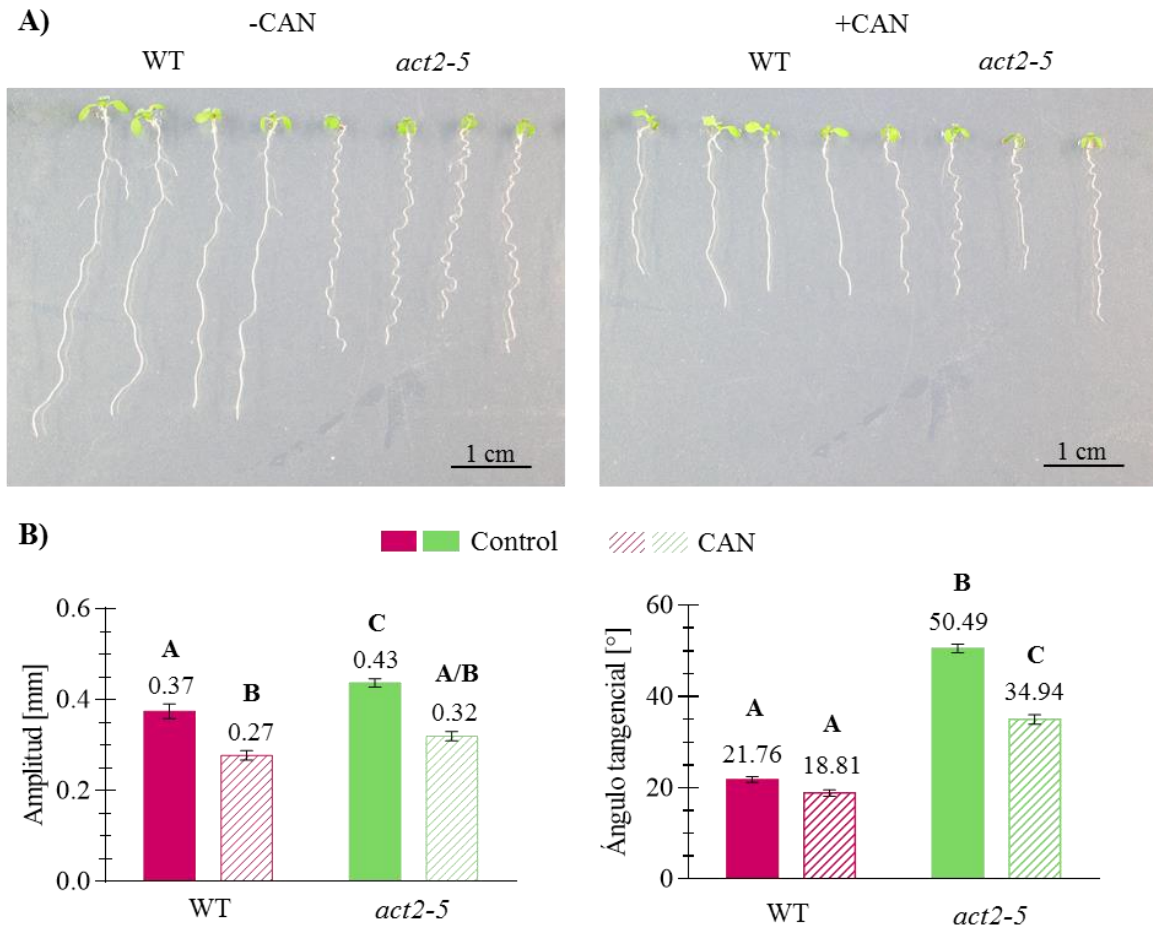 A)
-CAN
+CAN
WT
act2-5
WT
act2-5
1 cm
1 cm
B)
Control
CAN
Amplitud [mm]
0.6
0.4
0.2
0.0
A
0.37
B
0.27
C
0.43
A/B
0.32
WT
act2-5
Ángulo tangencial [°]
60
40
20
0
A
21.76
A
18.81
B
50.49
C
34.94
WT
act2-5